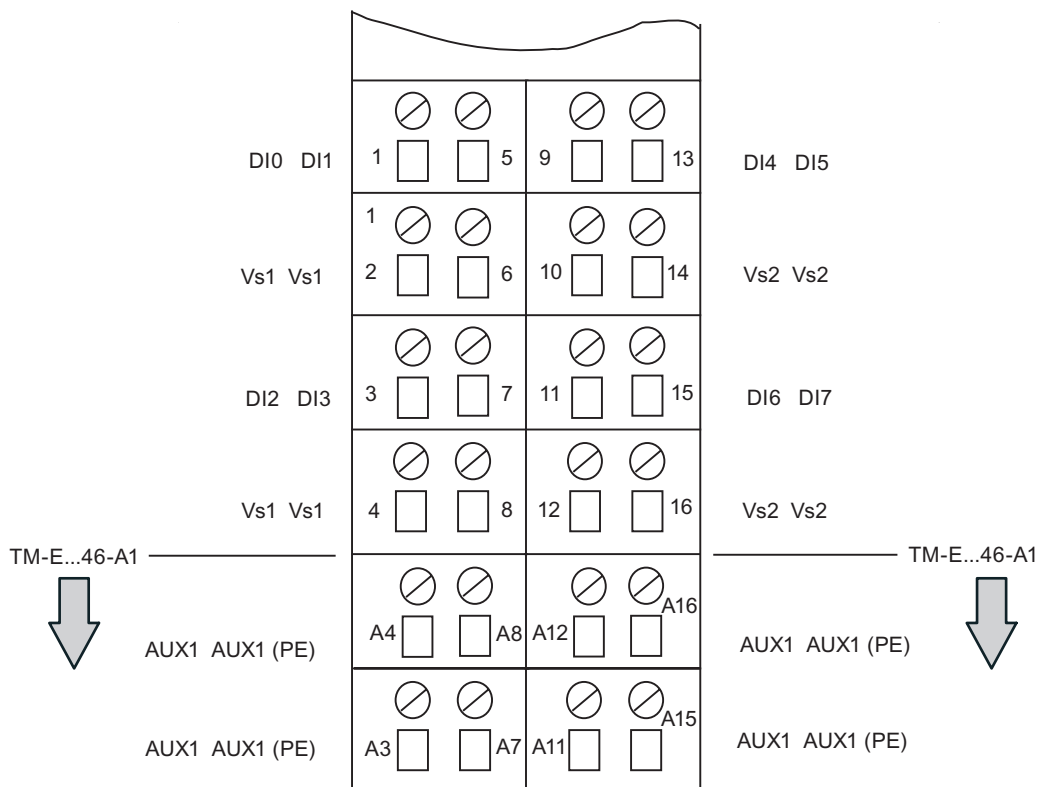 DI0 DI1 1 5 9 13 DI4 DI5
1
Vs1 Vs1 2 6 10 14 Vs2 Vs2
DI2 DI3 3 7 11 15 DI6 DI7
Vs1 Vs1 4 8 12 16 Vs2 Vs2
TM-E...46-A1 TM-E...46-A1
AUX1 AUX1 (PE) A4 A8 A12 A16 AUX1 AUX1 (PE)
AUX1 AUX1 (PE) A3 A7 A11 A15 AUX1 AUX1 (PE)